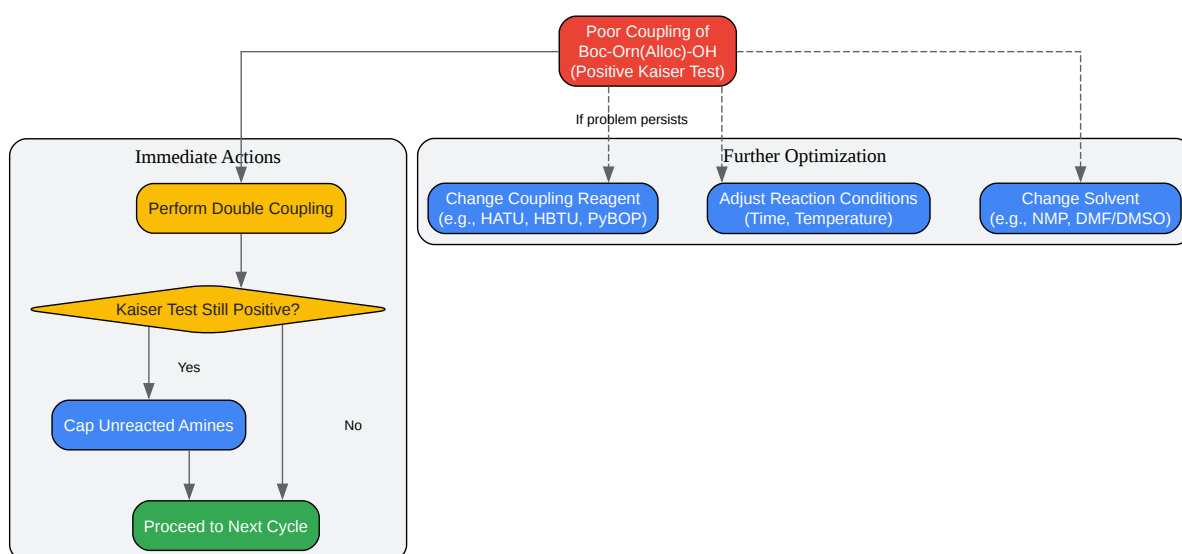 Poor Coupling of
Boc-Orn(Alloc)-OH
(Positive Kaiser Test)
If problem persists
Immediate Actions
Further Optimization
Perform Double Coupling
Change Coupling Reagent
(e.g., HATU, HBTU, PyBOP)
Adjust Reaction Conditions
(Time, Temperature)
Change Solvent
(e.g., NMP, DMF/DMSO)
Kaiser Test Still Positive?
Yes
Cap Unreacted Amines
No
Proceed to Next Cycle